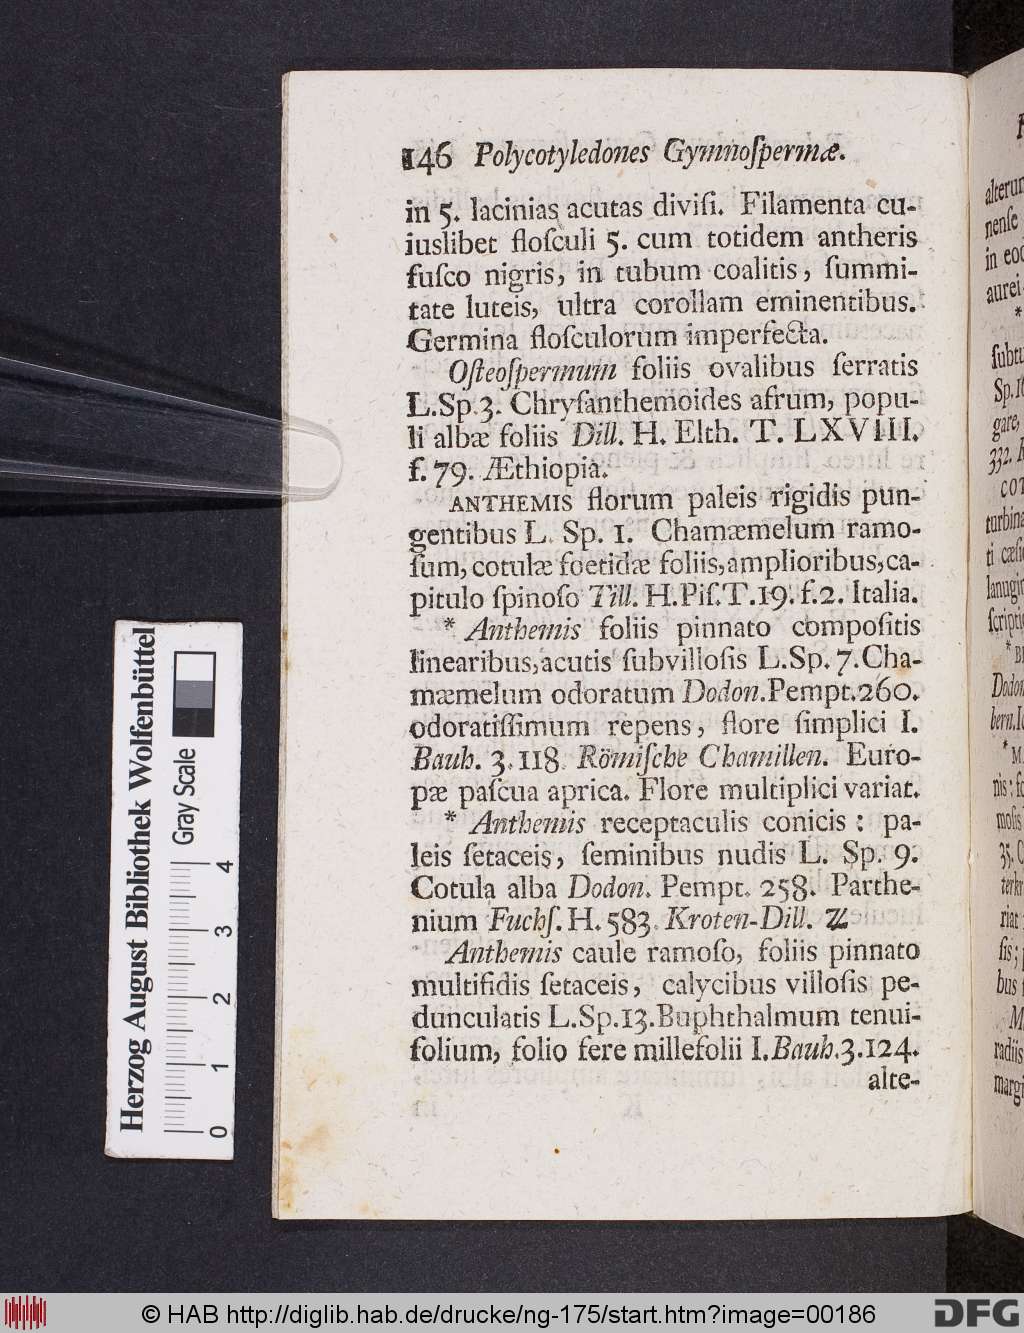 146 Polycotyledones Gymnoſpermæ.
in 5. lacinias acutas diviſi. Filamenta cu-
iuslibet floſculi 5. cum totidem antheris
fuſco nigris, in tubum coalitis, ſummi-
tate luteis, ultra corollam eminentibus.
Germina floſculorum imperfecta.
Oſteoſpermum foliis ovalibus ſerratis
L.Sp.3. Chryſanthemoides afrum, popu-
li albæ foliis Dill. H. Elth. T. LXVIII.
f. 79. Æthiopia.
ANTHEMIS florum paleis rigidis pun-
gentibus L. Sp. 1. Chamæmelum ramo-
ſum, cotulæ foetidæ foliis, amplioribus, ca-
pitulo ſpinoſo Till. H. Piſ. T. 19. f. 2. Italia.
* Anthemis foliis pinnato compoſitis
linearibus, acutis ſubvilloſis L. Sp. 7. Cha-
mæmelum odoratum Dodon. Pempt. 260.
odoratiſſimum repens, flore ſimplici I.
Bauh. 3. 118. Römiſche Chamillen. Euro-
pæ paſcua aprica. Flore multiplici variat.
* Anthemis receptaculis conicis : pa-
leis ſetaceis, ſeminibus nudis L. Sp. 9.
Cotula alba Dodon. Pempt. 258. Parthe-
nium Fuchſ. H. 583. Kroten-Dill. ♃
Anthemis caule ramoſo, foliis pinnato
multifidis ſetaceis, calycibus villoſis pe-
dunculatis L. Sp. 13. Buphthalmum tenui-
folium, folio fere millefolii I. Bauh. 3. 124.
alte-
Herzog August Bibliothek Wolfenbüttel
Gray Scale
0 1 2 3 4
© HAB http://diglib.hab.de/drucke/ng-175/start.htm?image=00186
DFG